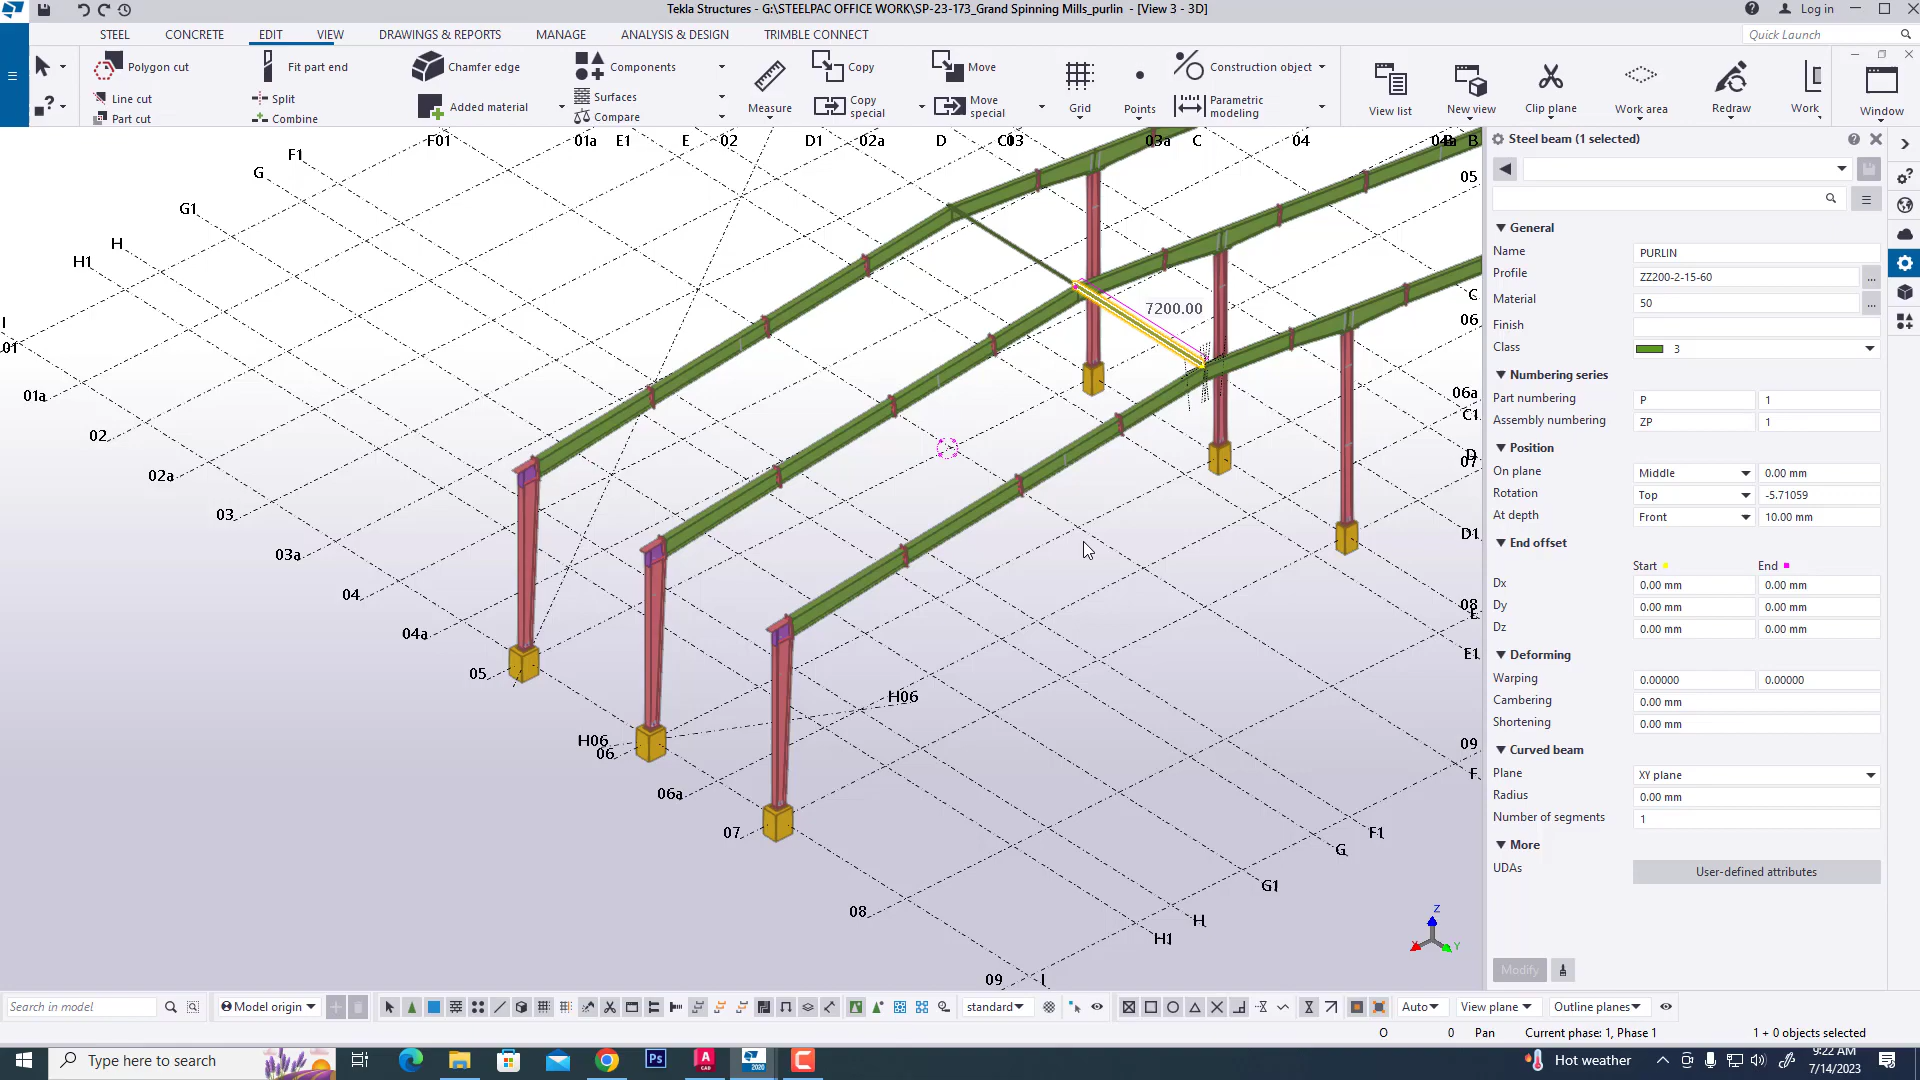 Tekla Structures - G:\STEELPAC OFFICE WORK\SP-23-173_Grand Spinning Mills_purlin - [View 3 - 3D]
Log in
STEEL CONCRETE EDIT VIEW DRAWINGS & REPORTS MANAGE ANALYSIS & DESIGN TRIMBLE CONNECT
Quick Launch
Polygon cut
Line cut
Part cut
Fit part end
Split
Combine
Chamfer edge
Added material
Components
Surfaces
Compare
Measure
Copy
Copy special
Move
Move special
Grid
Points
Construction object
Parametric modeling
View list
New view
Clip plane
Work area
Redraw
Work
Window
F01 01a E1 E 02 D1 02a D 03 03a C 04 B
F1
G
G1
H
H1
I
01
01a
02
02a
03
03a
04
04a
05
H06
06
06a
07
H06
08
09
05
C
06
06a
C1
D
07
D1
08
E
E1
09
F
F1
G
G1
H
H1
I
7200.00
Z
X
Y
Steel beam (1 selected)
General
Name PURLIN
Profile ZZ200-2-15-60 ...
Material 50 ...
Finish
Class 3
Numbering series
Part numbering P 1
Assembly numbering ZP 1
Position
On plane Middle 0.00 mm
Rotation Top -5.71059
At depth Front 10.00 mm
End offset
Start End
Dx 0.00 mm 0.00 mm
Dy 0.00 mm 0.00 mm
Dz 0.00 mm 0.00 mm
Deforming
Warping 0.00000 0.00000
Cambering 0.00 mm
Shortening 0.00 mm
Curved beam
Plane XY plane
Radius 0.00 mm
Number of segments 1
More
UDAs User-defined attributes
Modify
Search in model
Model origin
standard
Auto
View plane
Outline planes
O 0 Pan Current phase: 1, Phase 1 1 + 0 objects selected
Type here to search
Ps
A
CAD
2020
C
Hot weather
9:22 AM
7/14/2023